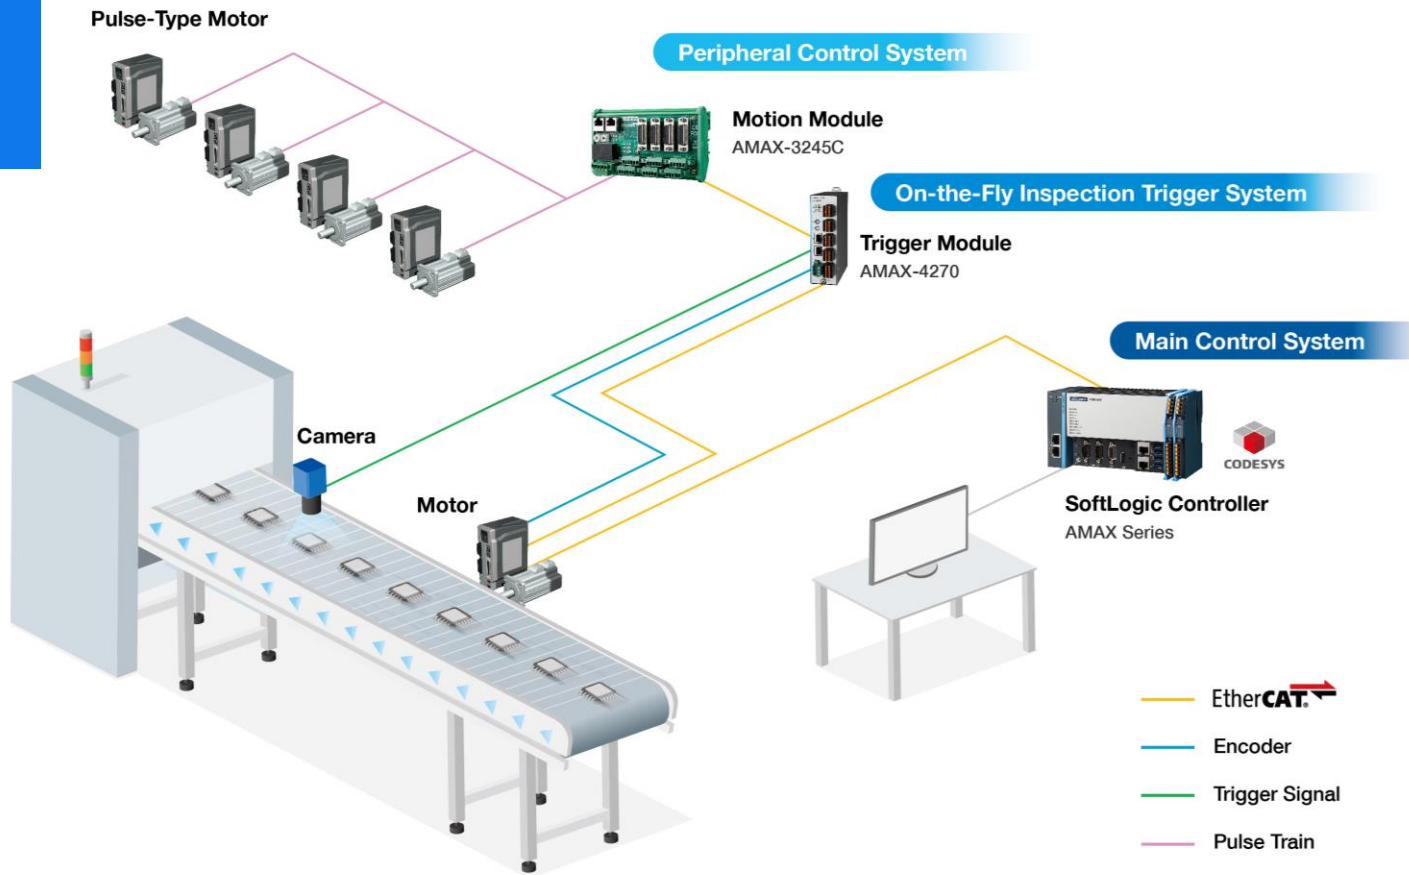 Pulse-Type Motor
Peripheral Control System
Motion Module
AMAX-3245C
On-the-Fly Inspection Trigger System
Trigger Module
AMAX-4270
Main Control System
Camera
Motor
CODESYS
SoftLogic Controller
AMAX Series
EtherCAT®
Encoder
Trigger Signal
Pulse Train